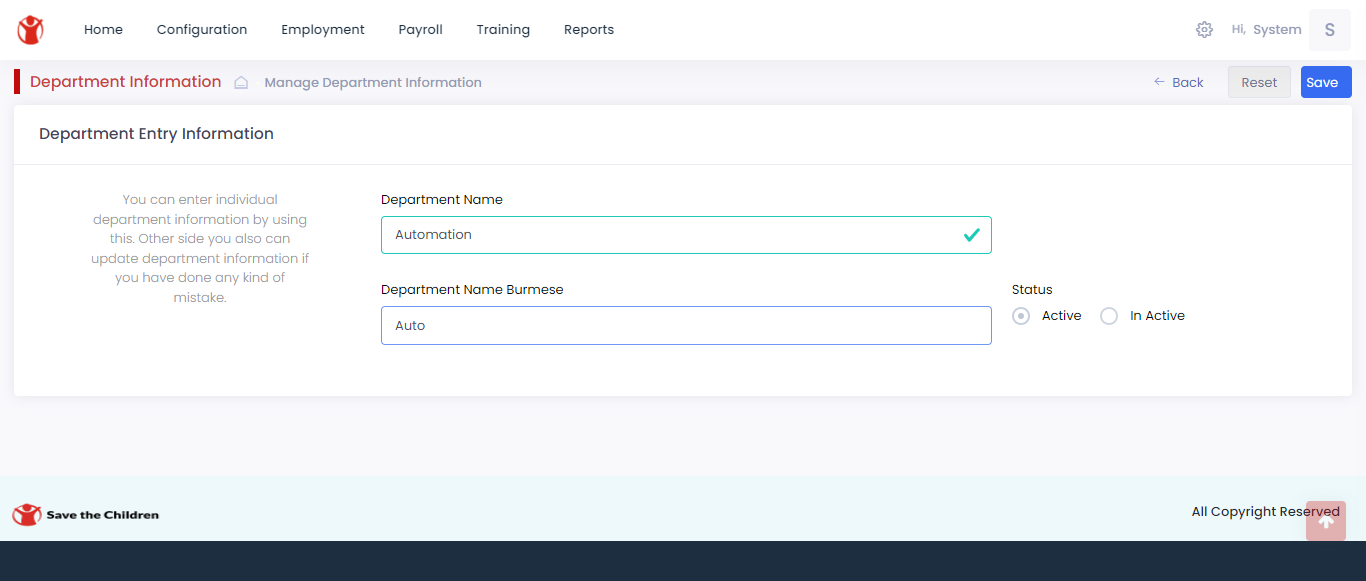 Home Configuration Employment Payroll Training Reports Hi, System S
Department Information Manage Department Information Back Reset Save
Department Entry Information
You can enter individual
department information by using
this. Other side you also can
update department information if
you have done any kind of
mistake.
Department Name
Automation
Department Name Burmese
Auto
Status
Active In Active
Save the Children
All Copyright Reserved